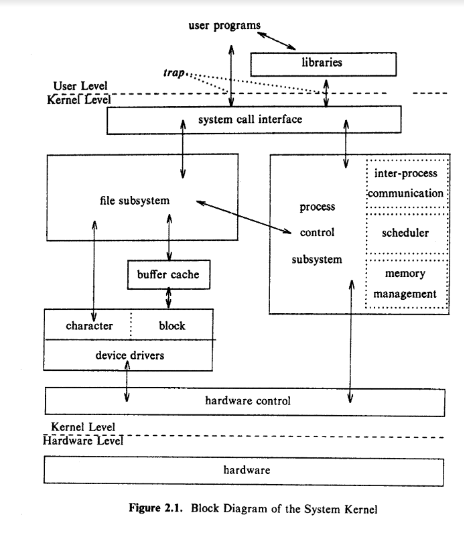 user programs
libraries
trap
User Level
Kernel Level
system call interface
file subsystem
inter-process
communication
process
control
subsystem
scheduler
memory
management
buffer cache
character
block
device drivers
hardware control
Kernel Level
Hardware Level
hardware
Figure 2.1. Block Diagram of the System Kernel